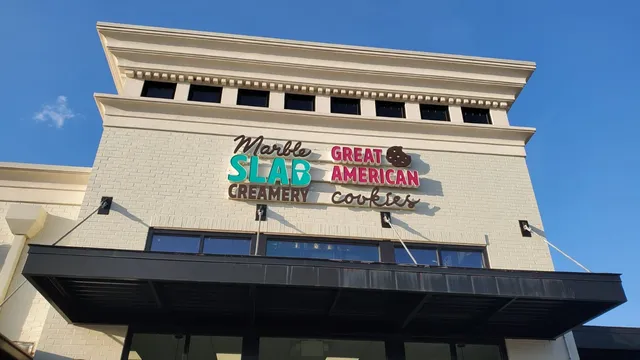 Marble
SLAB
CREAMERY
GREAT
AMERICAN
cookies